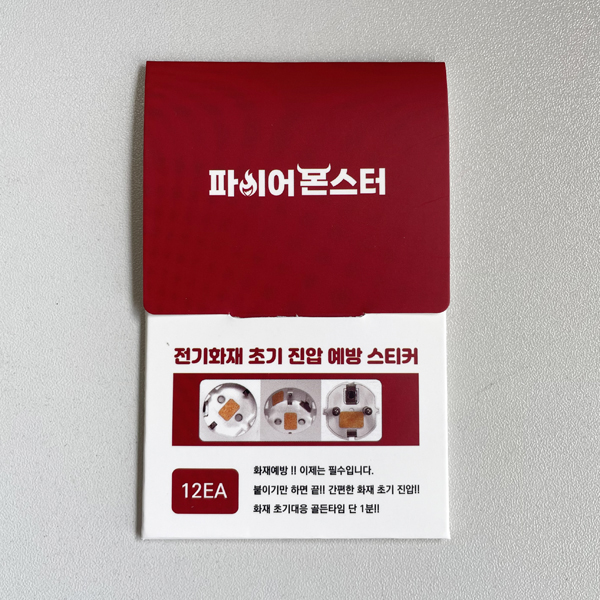 파이어몬스터
전기화재 초기 진압 예방 스티커
화재예방 !! 이제는 필수입니다.
12EA
붙이기만 하면 끝!! 간편한 화재 초기 진압!!
화재 초기대응 골든타임 단 1분!!